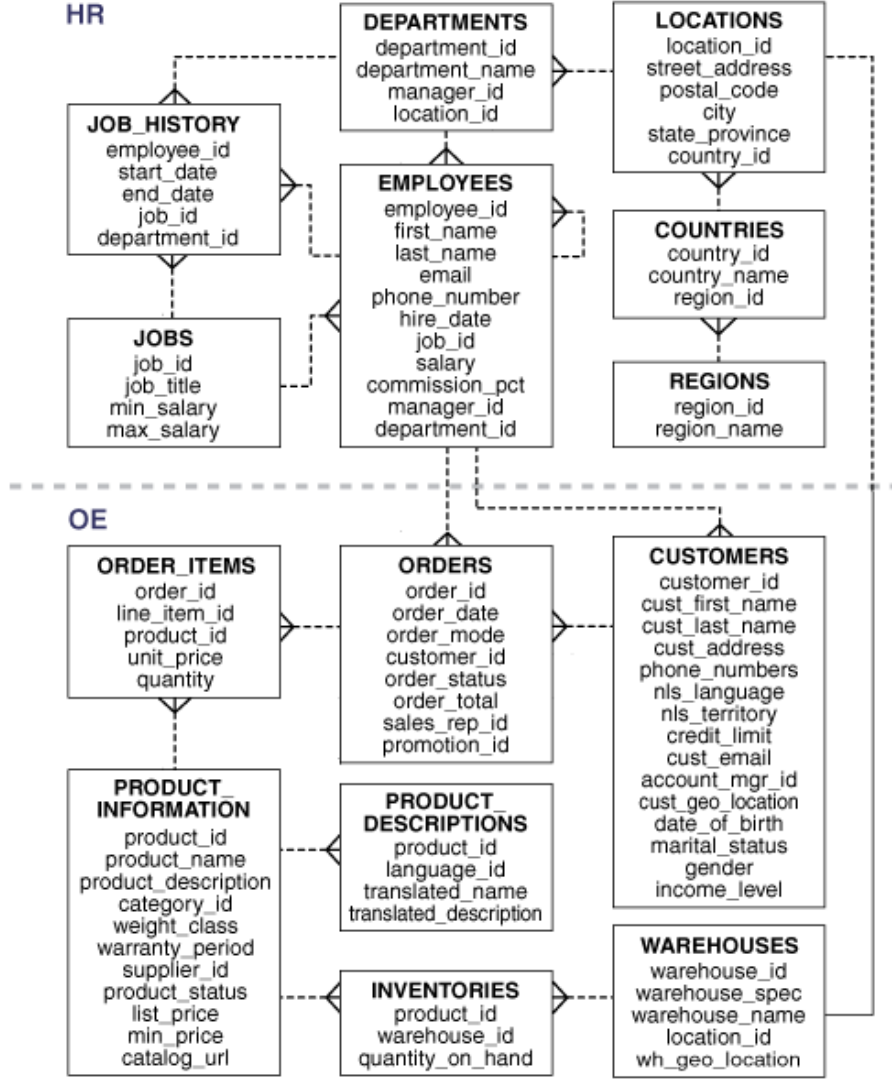 HR
DEPARTMENTS
department_id
department_name
manager_id
location_id
LOCATIONS
location_id
street_address
postal_code
city
state_province
country_id
JOB_HISTORY
employee_id
start_date
end_date
job_id
department_id
EMPLOYEES
employee_id
first_name
last_name
email
phone_number
hire_date
job_id
salary
commission_pct
manager_id
department_id
COUNTRIES
country_id
country_name
region_id
JOBS
job_id
job_title
min_salary
max_salary
REGIONS
region_id
region_name
OE
ORDER_ITEMS
order_id
line_item_id
product_id
unit_price
quantity
ORDERS
order_id
order_date
order_mode
customer_id
order_status
order_total
sales_rep_id
promotion_id
CUSTOMERS
customer_id
cust_first_name
cust_last_name
cust_address
phone_numbers
nls_language
nls_territory
credit_limit
cust_email
account_mgr_id
cust_geo_location
date_of_birth
marital_status
gender
income_level
PRODUCT_
INFORMATION
product_id
product_name
product_description
category_id
weight_class
warranty_period
supplier_id
product_status
list_price
min_price
catalog_url
PRODUCT_
DESCRIPTIONS
product_id
language_id
translated_name
translated_description
INVENTORIES
product_id
warehouse_id
quantity_on_hand
WAREHOUSES
warehouse_id
warehouse_spec
warehouse_name
location_id
wh_geo_location